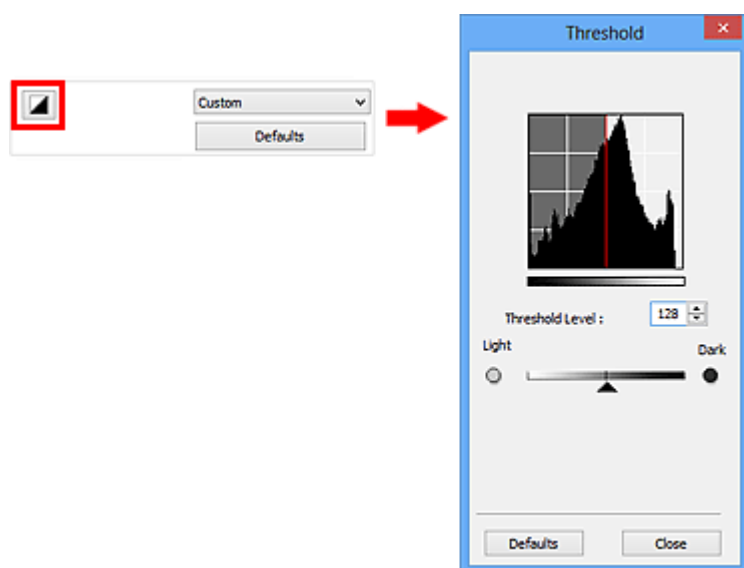 Custom
Defaults
Threshold
Threshold Level :
128
Light
Dark
Defaults
Close